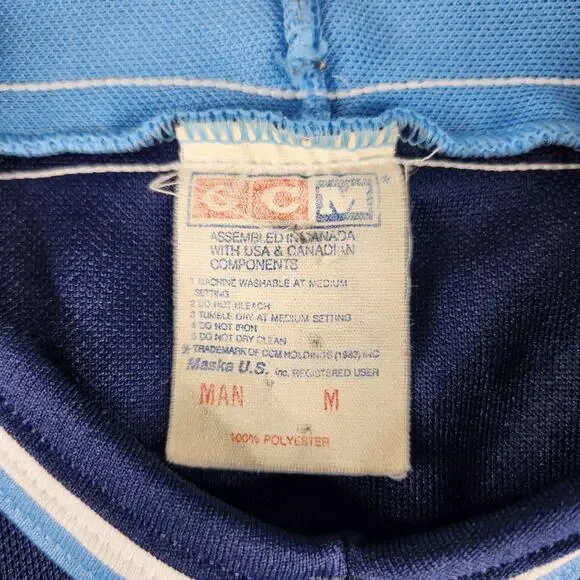 CCM*
ASSEMBLED IN CANADA
WITH USA & CANADIAN
COMPONENTS
1 MACHINE WASHABLE AT MEDIUM
SETTING
2 DO NOT BLEACH
3 TUMBLE DRY AT MEDIUM SETTING
4 DO NOT IRON
5 DO NOT DRY CLEAN
* TRADEMARK OF CCM HOLDINGS (1983) INC
Maska U.S. Inc. REGISTERED USER
MAN M
100% POLYESTER